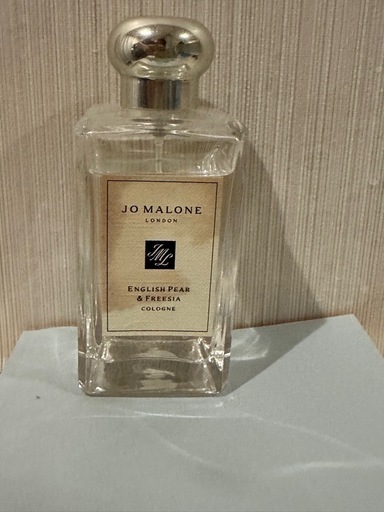 JO MALONE
LONDON
JML
ENGLISH PEAR
& FREESIA
COLOGNE